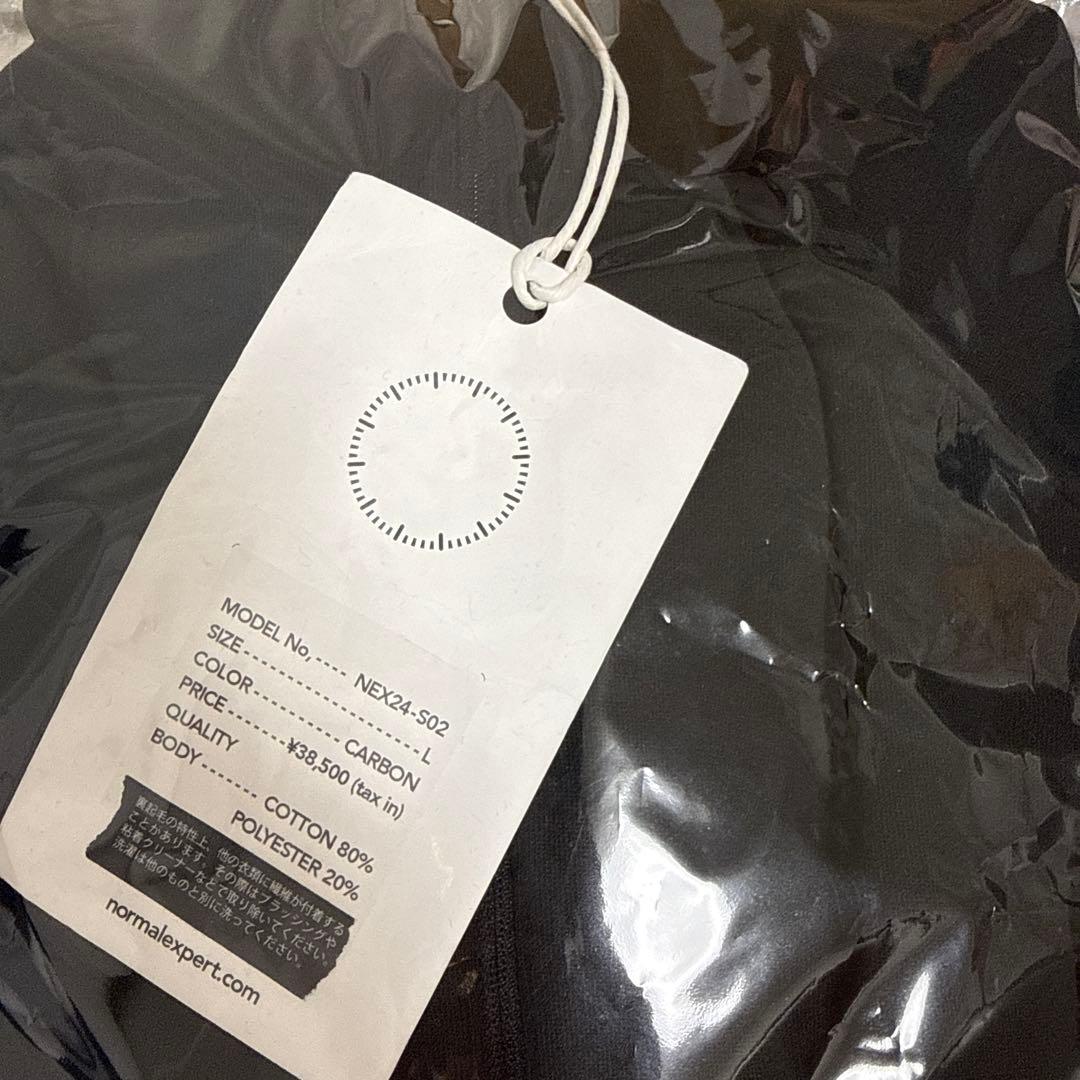 MODEL No, ---- NEX24-S02
SIZE-------------------- L
COLOR---------- CARBON
PRICE-------¥38,500 (tax in)
QUALITY
BODY------ COTTON 80%
POLYESTER 20%
裏起毛の特性上、他の衣類に繊維が付着する
ことがあります。その際はブラッシングや
粘着クリーナーなどで取り除いてください。
洗濯は他のものと別に洗ってください。
normalexpert.com